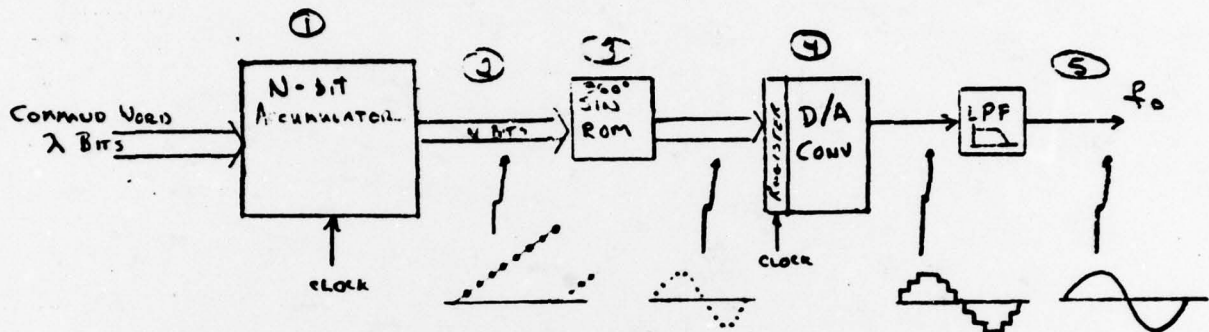 ①
②
③
④
⑤
COMMUD WORD
λ BITS
N-BIT
ACCUMULATOR
BITS
360°
SIN
ROM
REGISTER
D/A
CONV
LPF
f₀
CLOCK
CLOCK